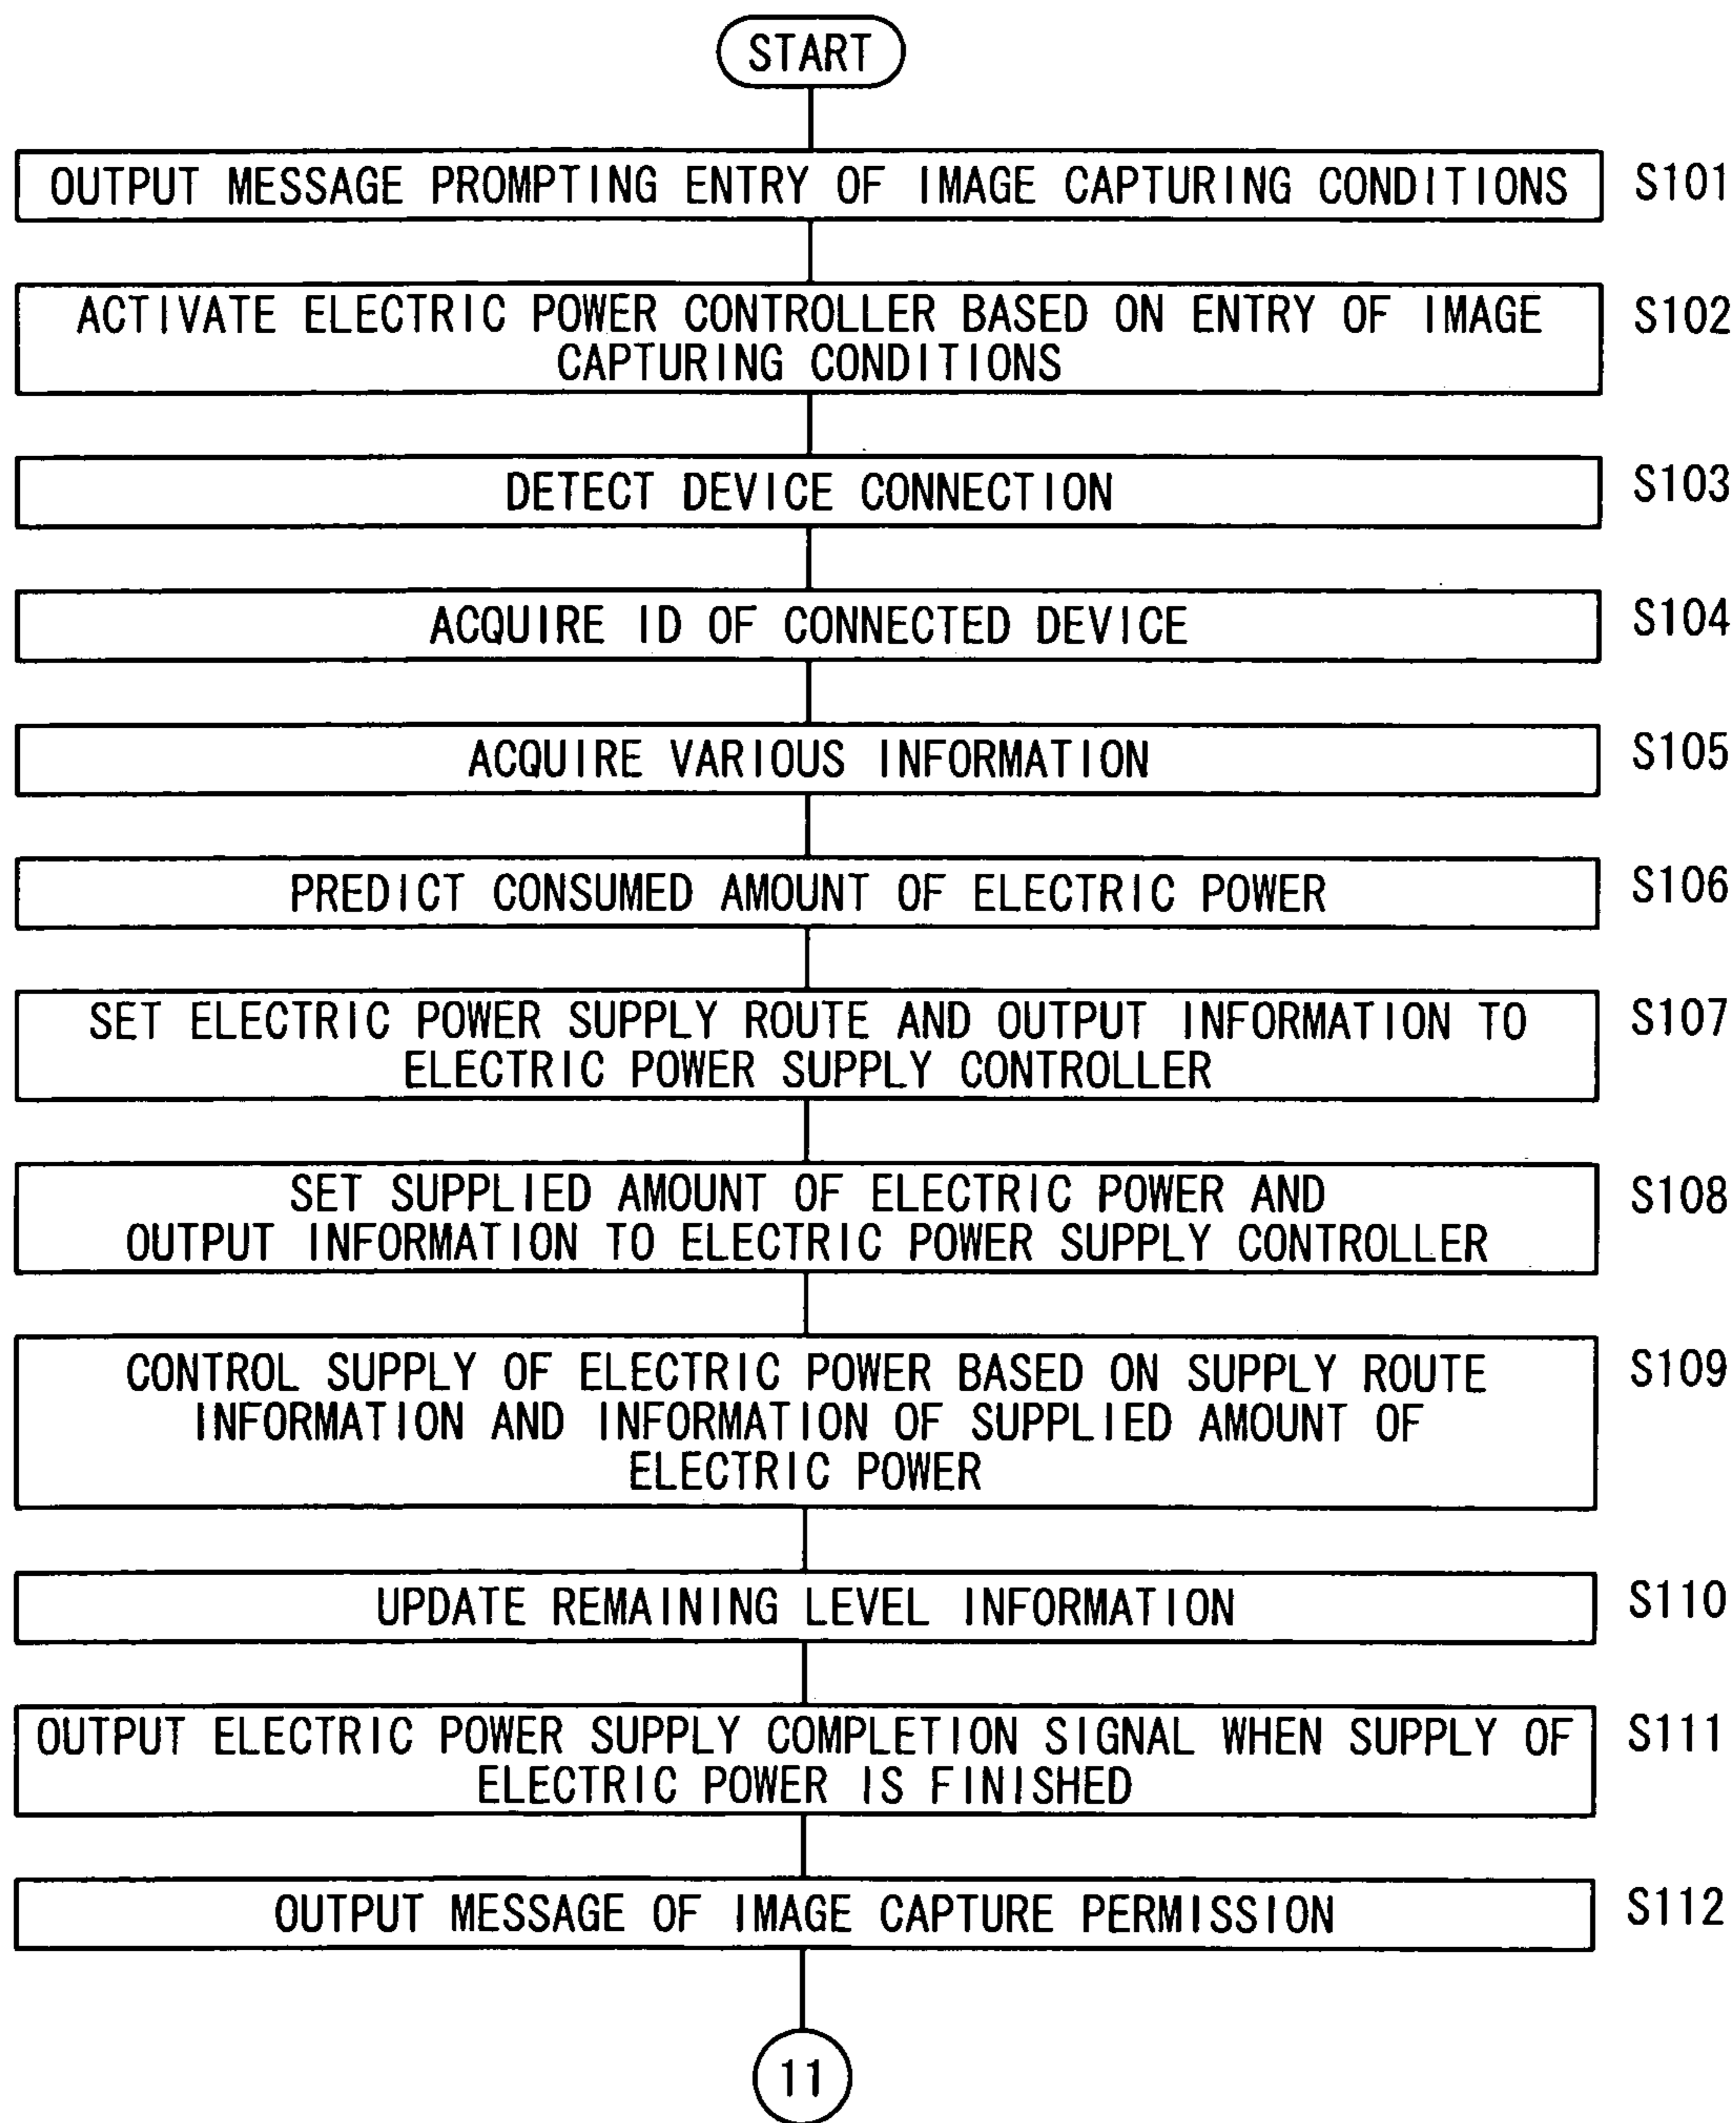 START
OUTPUT MESSAGE PROMPTING ENTRY OF IMAGE CAPTURING CONDITIONS S101
ACTIVATE ELECTRIC POWER CONTROLLER BASED ON ENTRY OF IMAGE S102
CAPTURING CONDITIONS
DETECT DEVICE CONNECTION S103
ACQUIRE ID OF CONNECTED DEVICE S104
ACQUIRE VARIOUS INFORMATION S105
PREDICT CONSUMED AMOUNT OF ELECTRIC POWER S106
SET ELECTRIC POWER SUPPLY ROUTE AND OUTPUT INFORMATION TO S107
ELECTRIC POWER SUPPLY CONTROLLER
SET SUPPLIED AMOUNT OF ELECTRIC POWER AND S108
OUTPUT INFORMATION TO ELECTRIC POWER SUPPLY CONTROLLER
CONTROL SUPPLY OF ELECTRIC POWER BASED ON SUPPLY ROUTE S109
INFORMATION AND INFORMATION OF SUPPLIED AMOUNT OF
ELECTRIC POWER
UPDATE REMAINING LEVEL INFORMATION S110
OUTPUT ELECTRIC POWER SUPPLY COMPLETION SIGNAL WHEN SUPPLY OF S111
ELECTRIC POWER IS FINISHED
OUTPUT MESSAGE OF IMAGE CAPTURE PERMISSION S112
11